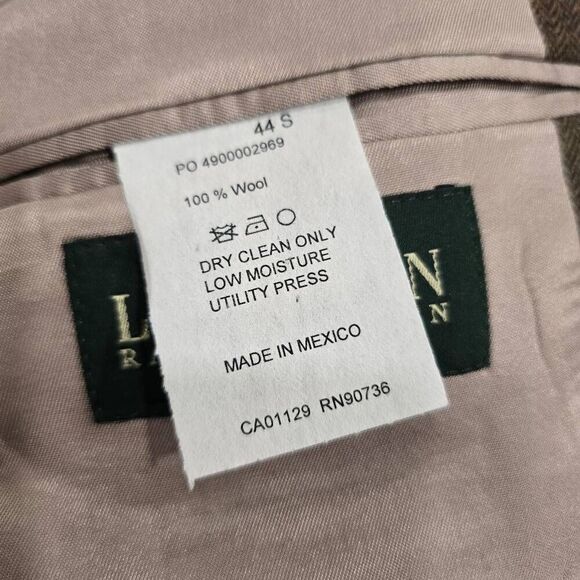 44 S
PO 4900002969
100 % Wool
DRY CLEAN ONLY
LOW MOISTURE
UTILITY PRESS
MADE IN MEXICO
CA01129 RN90736